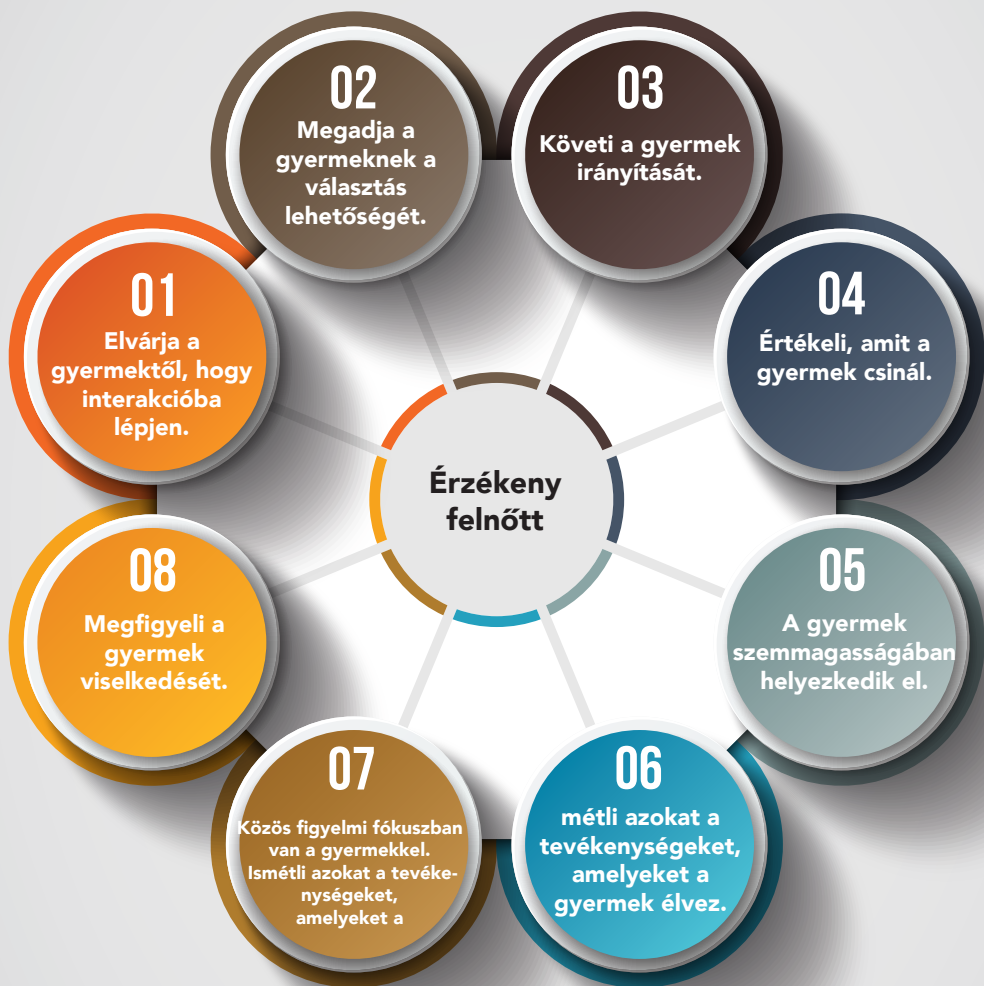 01
Elvárja a
gyermektől, hogy
interakcióba
lépjen.
02
Megadja a
gyermeknek a
választás
lehetőségét.
03
Követi a gyermek
irányítását.
04
Értékeli, amit a
gyermek csinál.
05
A gyermek
szemmagasságában
helyezkedik el.
06
métli azokat a
tevékenységeket,
amelyeket a
gyermek élvez.
07
Közös figyelmi fókuszban
van a gyermekkel.
Ismétli azokat a tevéke-
nységeket,
amelyeket a
08
Megfigyeli a
gyermek
viselkedését.
Érzékeny
felnőtt